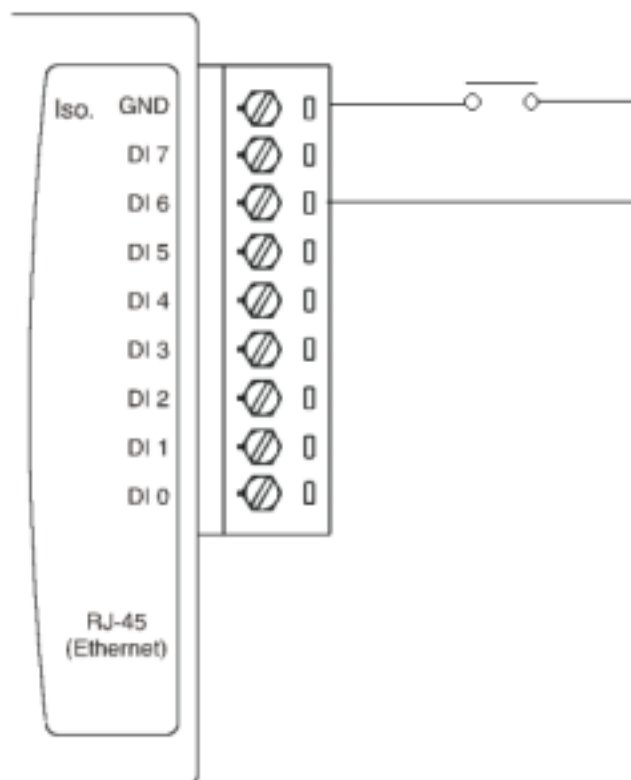 Iso. GND
DI 7
DI 6
DI 5
DI 4
DI 3
DI 2
DI 1
DI 0
RJ-45
(Ethernet)